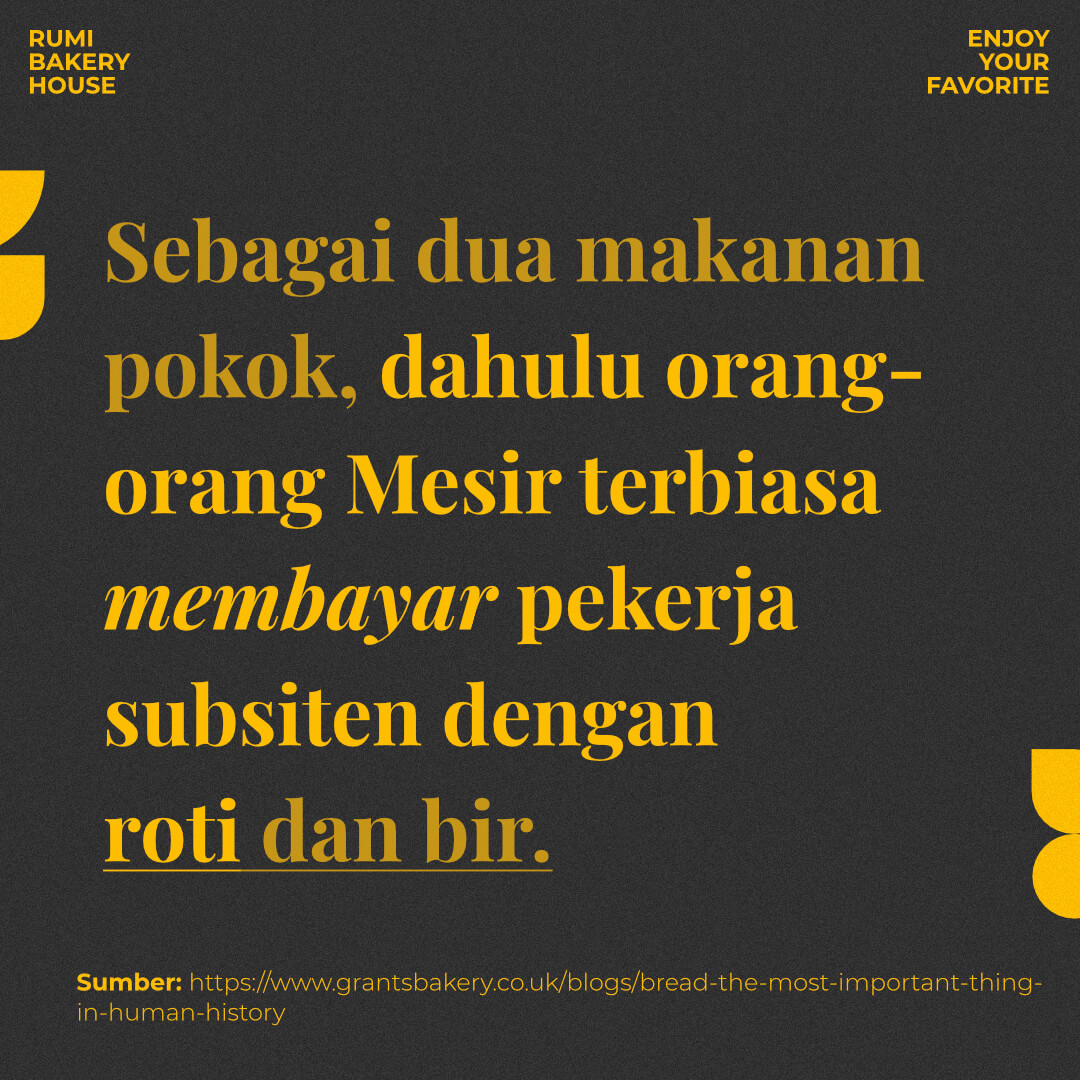 RUMI
BAKERY
HOUSE
ENJOY
YOUR
FAVORITE
Sebagai dua makanan
pokok, dahulu orang-
orang Mesir terbiasa
membayar pekerja
subsiten dengan
roti dan bir.
Sumber: https://www.grantsbakery.co.uk/blogs/bread-the-most-important-thing-
in-human-history